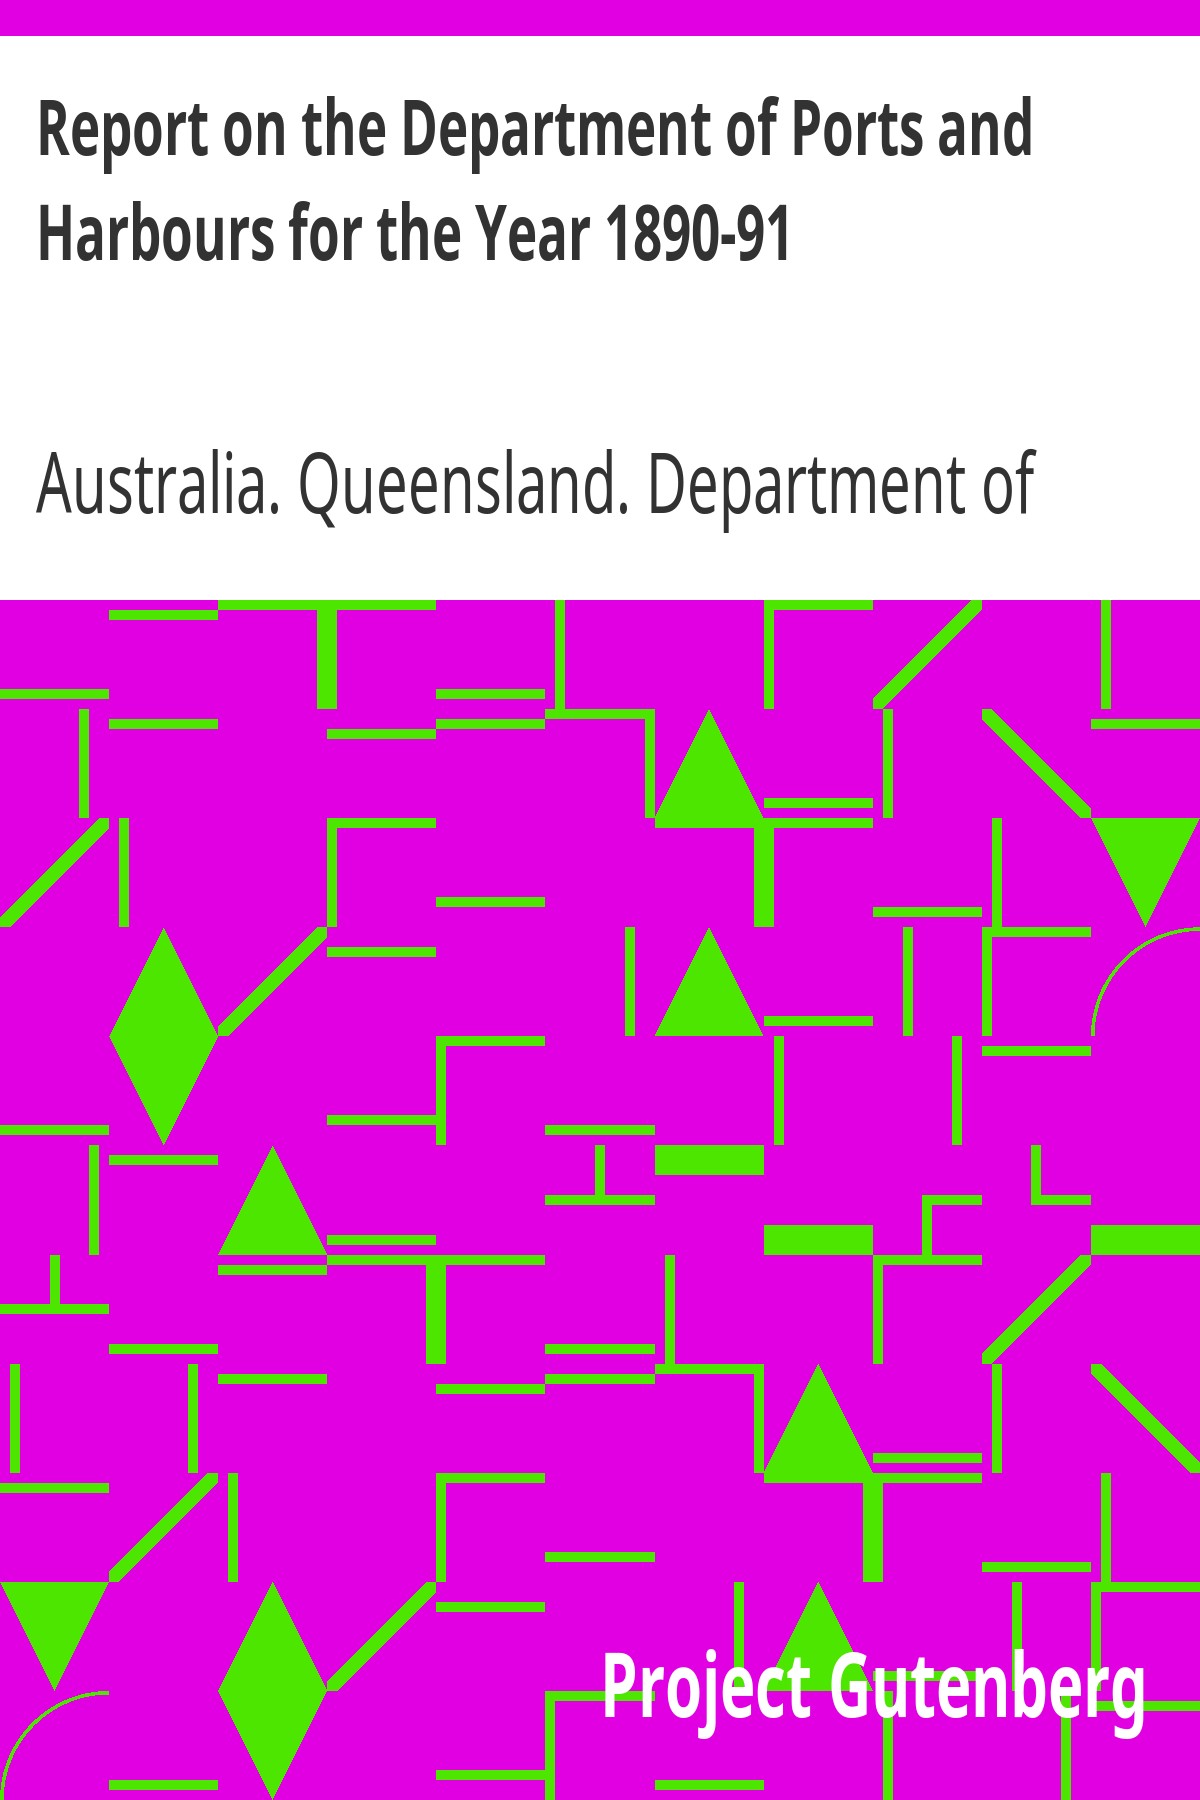 Report on the Department of Ports and
Harbours for the Year 1890-91
Australia. Queensland. Department of
Project Gutenberg